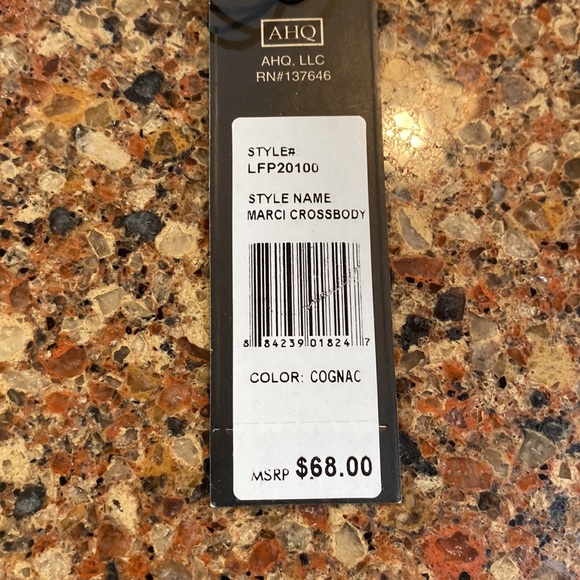 AHQ
AHQ, LLC
RN#137646
STYLE#
LFP20100
STYLE NAME
MARCI CROSSBODY
8 84239 01824 7
COLOR: COGNAC
MSRP $68.00